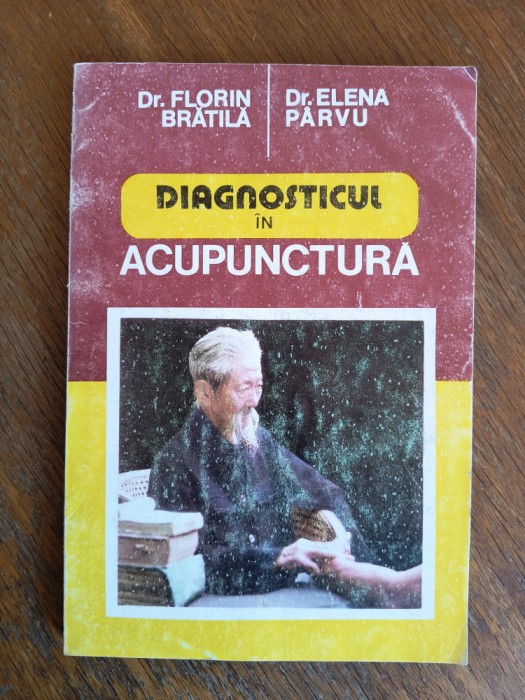 Dr. FLORIN
BRĂTILĂ
Dr. ELENA
PÂRVU
DIAGNOSTICUL
ÎN
ACUPUNCTURĂ